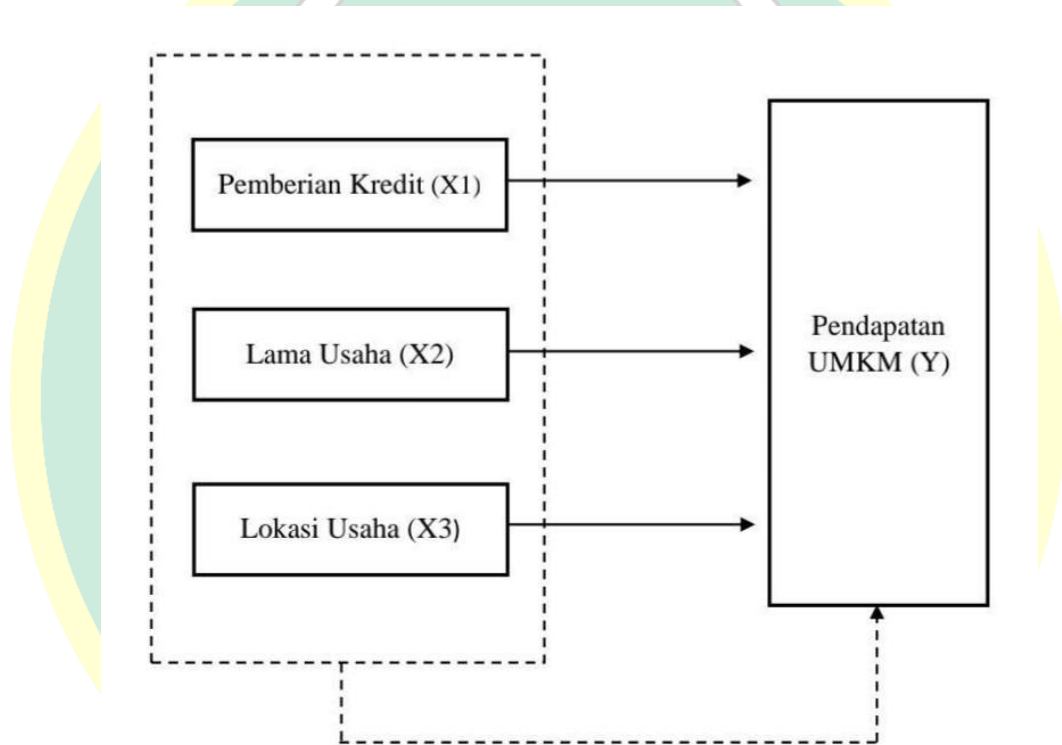 Pemberian Kredit (X1)
Lama Usaha (X2)
Lokasi Usaha (X3)
Pendapatan
UMKM (Y)